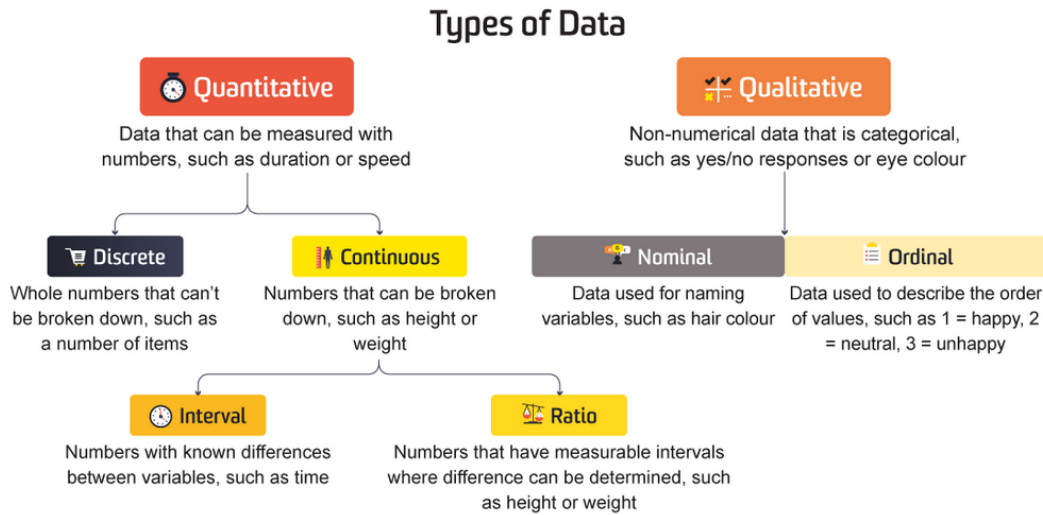 Types of Data
Quantitative
Data that can be measured with
numbers, such as duration or speed
Qualitative
Non-numerical data that is categorical,
such as yes/no responses or eye colour
Discrete
Whole numbers that can't
be broken down, such as
a number of items
Continuous
Numbers that can be broken
down, such as height or
weight
Nominal
Data used for naming
variables, such as hair colour
Ordinal
Data used to describe the order
of values, such as 1 = happy, 2
= neutral, 3 = unhappy
Interval
Numbers with known differences
between variables, such as time
Ratio
Numbers that have measurable intervals
where difference can be determined, such
as height or weight